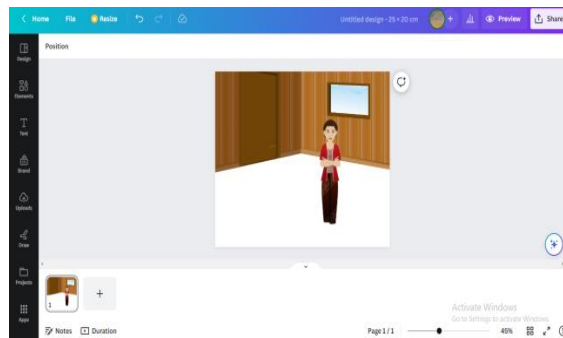 Home File Resize Untitled design - 25 × 20 cm + Preview Share
Position
Design
Elements
Text
Brand
Uploads
Draw
Projects
Apps
1
+
Activate Windows
Go to Settings to activate Windows.
Notes Duration Page 1 / 1 45%